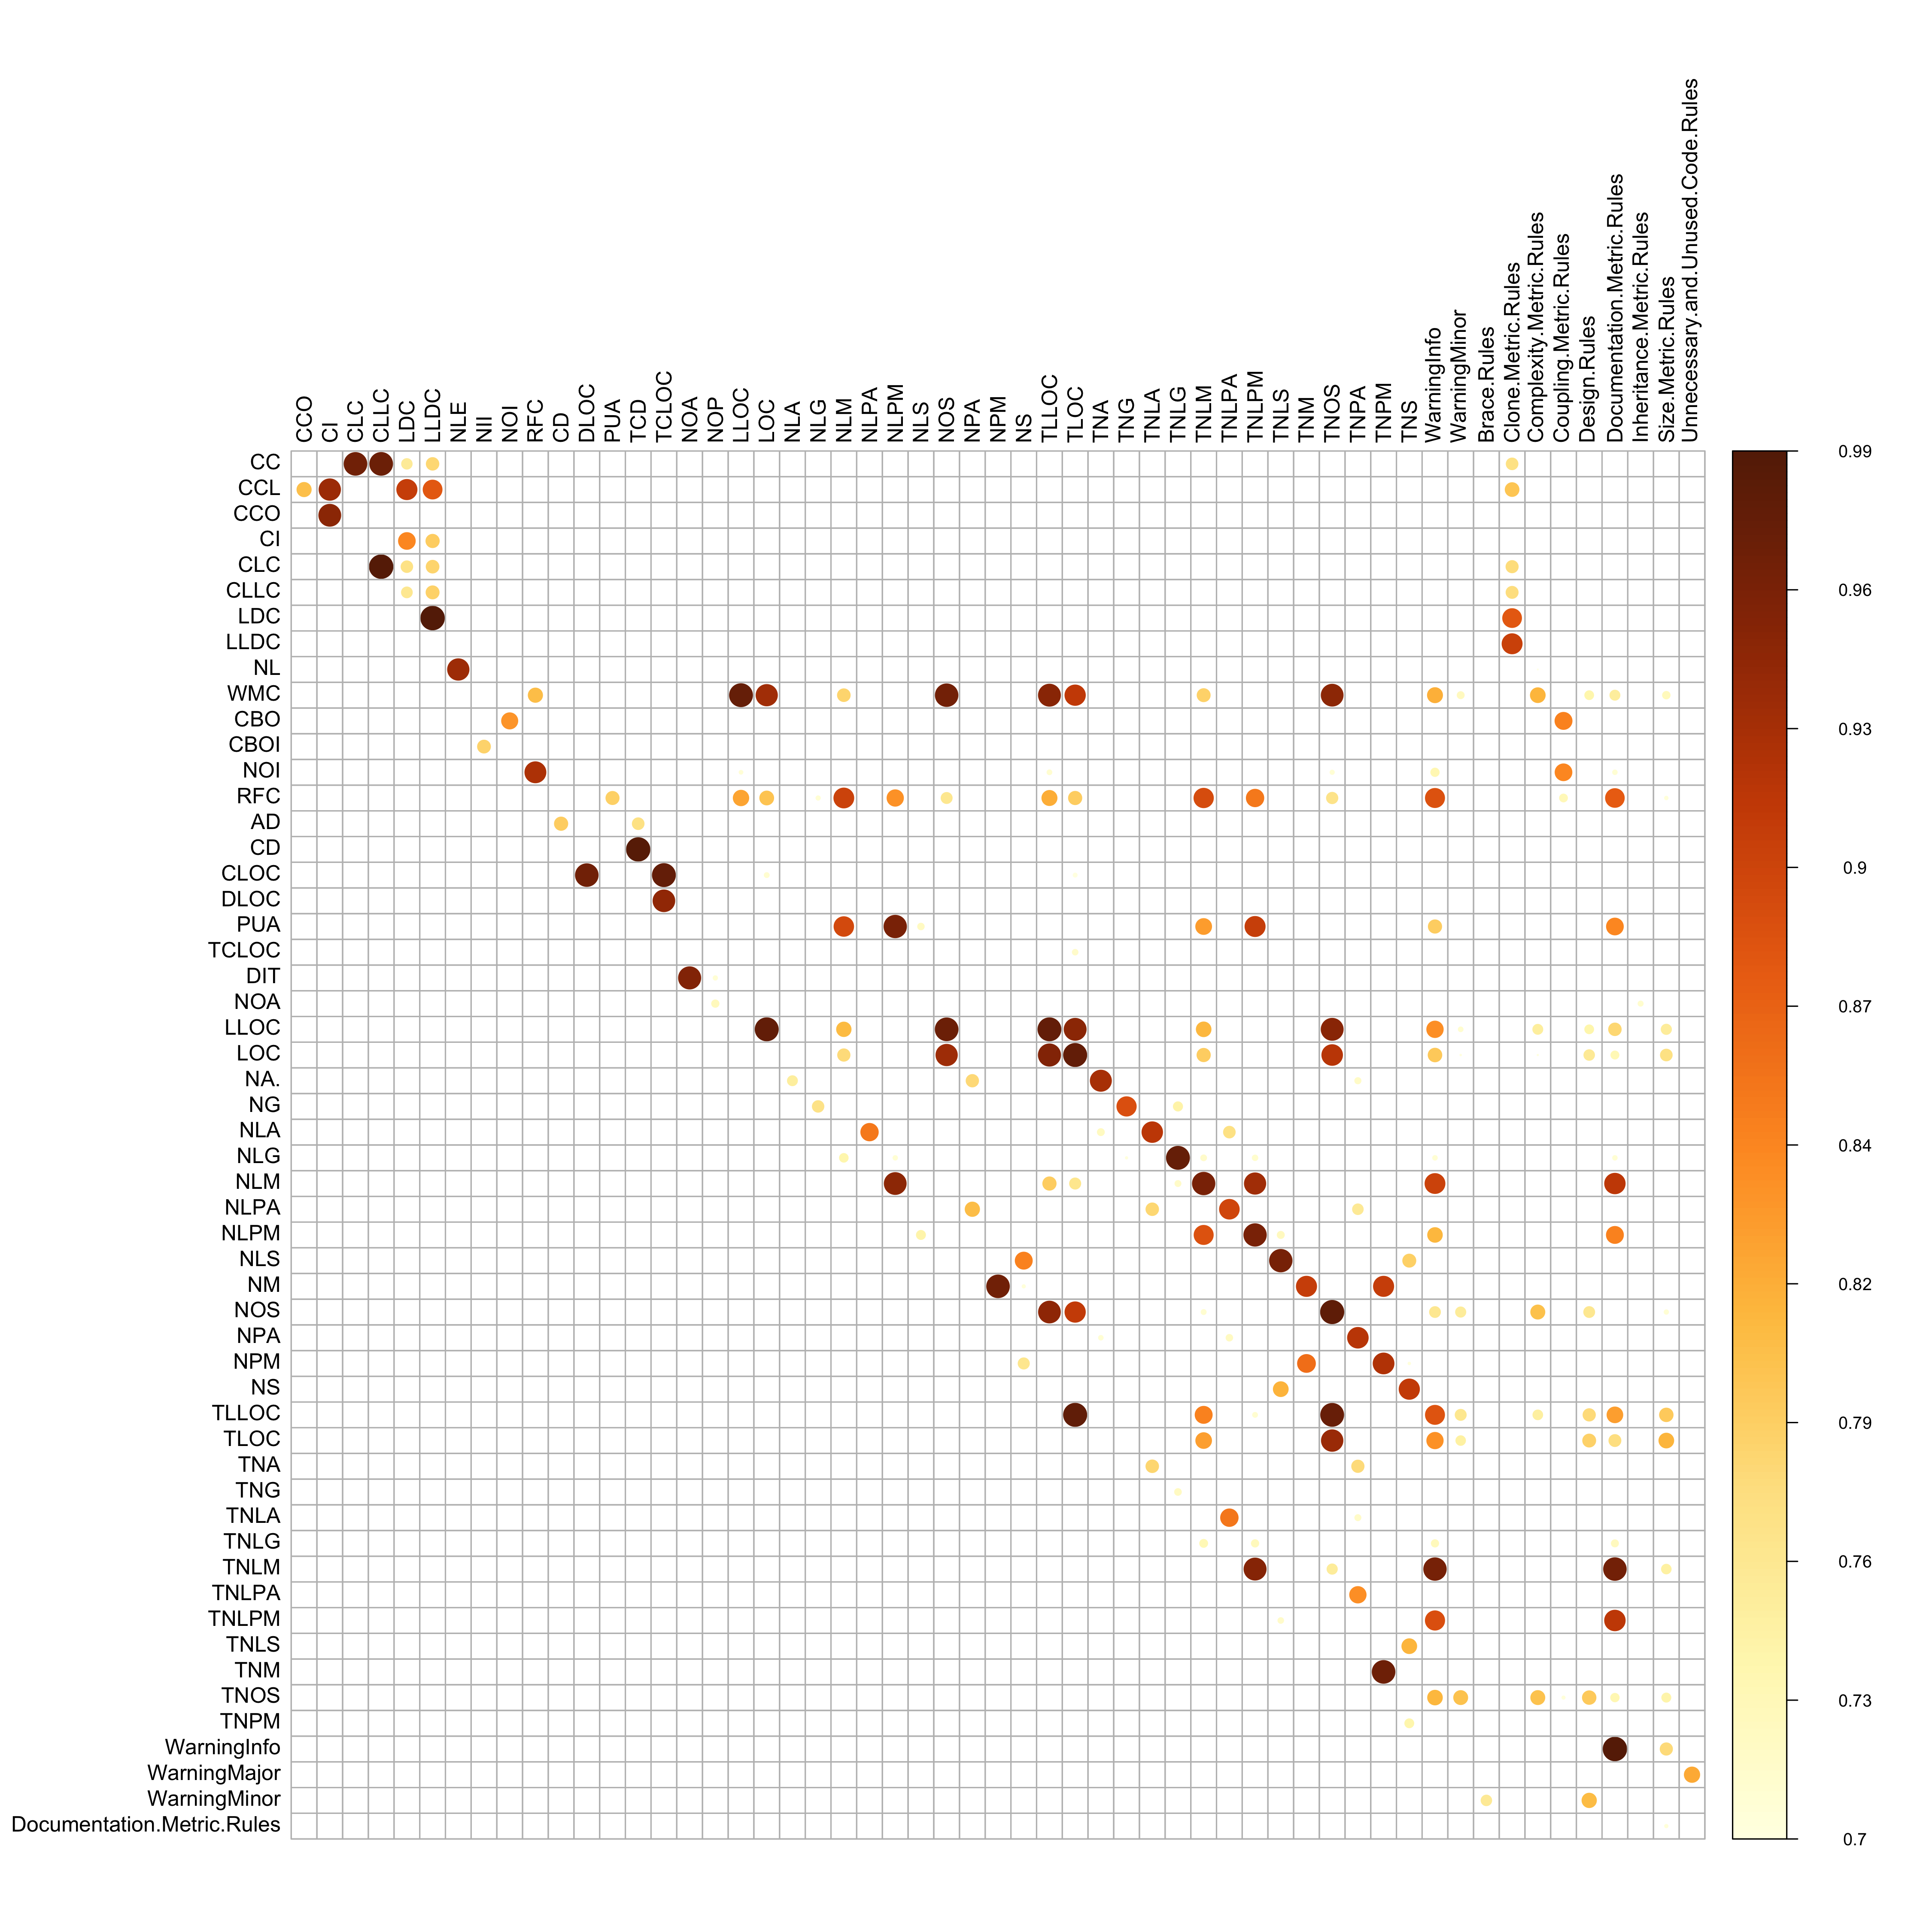 CCO
CI
CLC
CLLC
LDC
LLDC
NLE
NII
NOI
RFC
CD
DLOC
PUA
TCD
TCLOC
NOA
NOP
LLOC
LOC
NLA
NLG
NLM
NLPA
NLPM
NLS
NOS
NPA
NPM
NS
TLLOC
TLOC
TNA
TNG
TNLA
TNLG
TNLM
TNLPA
TNLPM
TNLS
TNM
TNOS
TNPA
TNPM
TNS
WarningInfo
WarningMinor
Brace.Rules
Clone.Metric.Rules
Complexity.Metric.Rules
Coupling.Metric.Rules
Design.Rules
Documentation.Metric.Rules
Inheritance.Metric.Rules
Size.Metric.Rules
Unnecessary.and.Unused.Code.Rules
CC
CCL
CCO
CI
CLC
CLLC
LDC
LLDC
NL
WMC
CBO
CBOI
NOI
RFC
AD
CD
CLOC
DLOC
PUA
TCLOC
DIT
NOA
LLOC
LOC
NA.
NG
NLA
NLG
NLM
NLPA
NLPM
NLS
NM
NOS
NPA
NPM
NS
TLLOC
TLOC
TNA
TNG
TNLA
TNLG
TNLM
TNLPA
TNLPM
TNLS
TNM
TNOS
TNPM
WarningInfo
WarningMajor
WarningMinor
Documentation.Metric.Rules
0.99
0.96
0.93
0.9
0.87
0.84
0.82
0.79
0.76
0.73
0.7